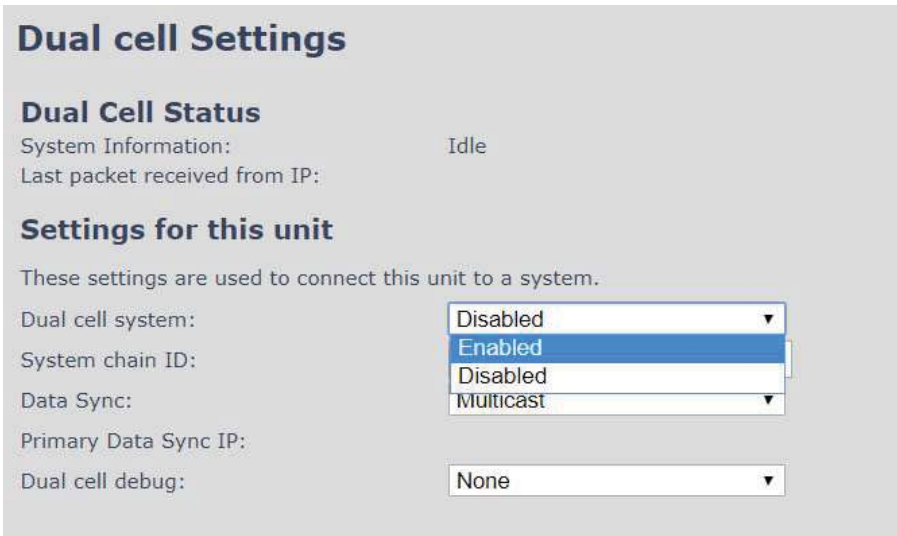 Dual cell Settings
Dual Cell Status
System Information: Idle
Last packet received from IP:
Settings for this unit
These settings are used to connect this unit to a system.
Dual cell system: Disabled
Enabled
System chain ID:
Disabled
Data Sync: Multicast
Primary Data Sync IP:
Dual cell debug: None